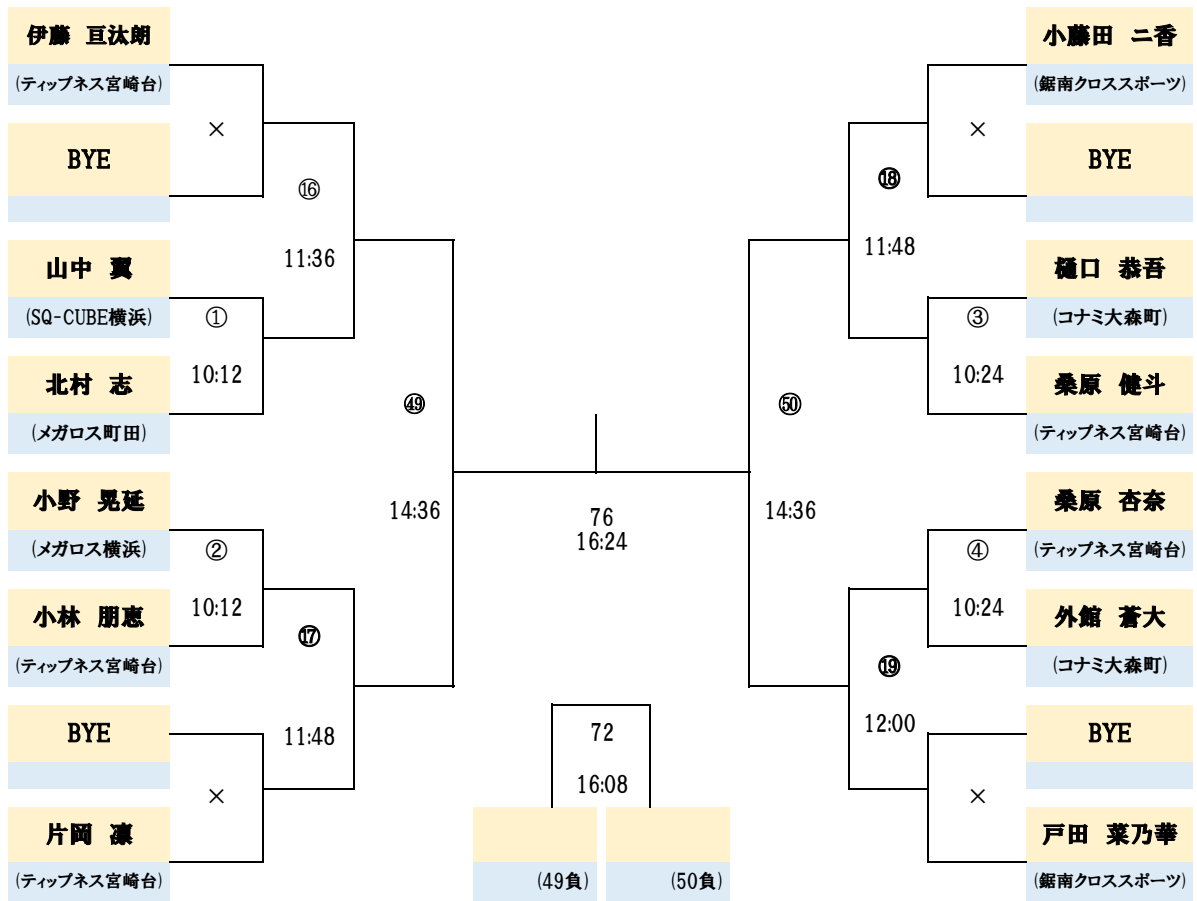 伊藤 亘汰朗
(ティップネス宮崎台)
×
BYE
⑯
11:36
山中 翼
(SQ-CUBE横浜)
①
10:12
北村 志
(メガロス町田)
㊾
14:36
小野 晃延
(メガロス横浜)
②
10:12
小林 朋恵
(ティップネス宮崎台)
⑰
11:48
BYE
×
片岡 凛
(ティップネス宮崎台)
76
16:24
72
16:08
(49負)
(50負)
小藤田 ニ香
(鋸南クロススポーツ)
×
BYE
⑱
11:48
樋口 恭吾
(コナミ大森町)
③
10:24
桑原 健斗
(ティップネス宮崎台)
㊿
14:36
桑原 杏奈
(ティップネス宮崎台)
④
10:24
外館 蒼大
(コナミ大森町)
⑲
12:00
BYE
×
戸田 菜乃華
(鋸南クロススポーツ)